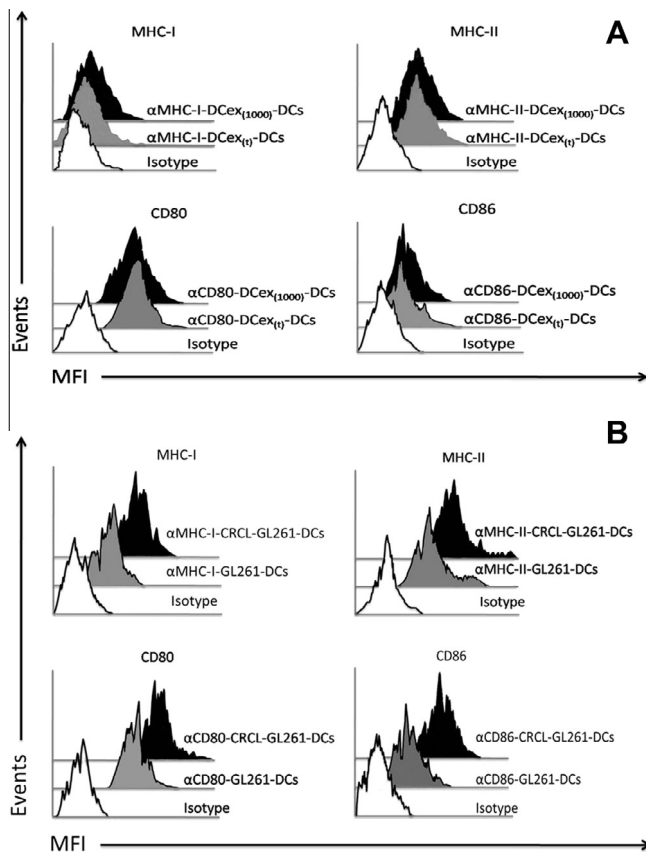 A
MHC-I
αMHC-I-DCex(1000)-DCs
αMHC-I-DCex(t)-DCs
Isotype
MHC-II
αMHC-II-DCex(1000)-DCs
αMHC-II-DCex(t)-DCs
Isotype
CD80
αCD80-DCex(1000)-DCs
αCD80-DCex(t)-DCs
Isotype
CD86
αCD86-DCex(1000)-DCs
αCD86-DCex(t)-DCs
Isotype
Events
MFI
B
MHC-I
αMHC-I-CRCL-GL261-DCs
αMHC-I-GL261-DCs
Isotype
MHC-II
αMHC-II-CRCL-GL261-DCs
αMHC-II-GL261-DCs
Isotype
CD80
αCD80-CRCL-GL261-DCs
αCD80-GL261-DCs
Isotype
CD86
αCD86-CRCL-GL261-DCs
αCD86-GL261-DCs
Isotype
Events
MFI